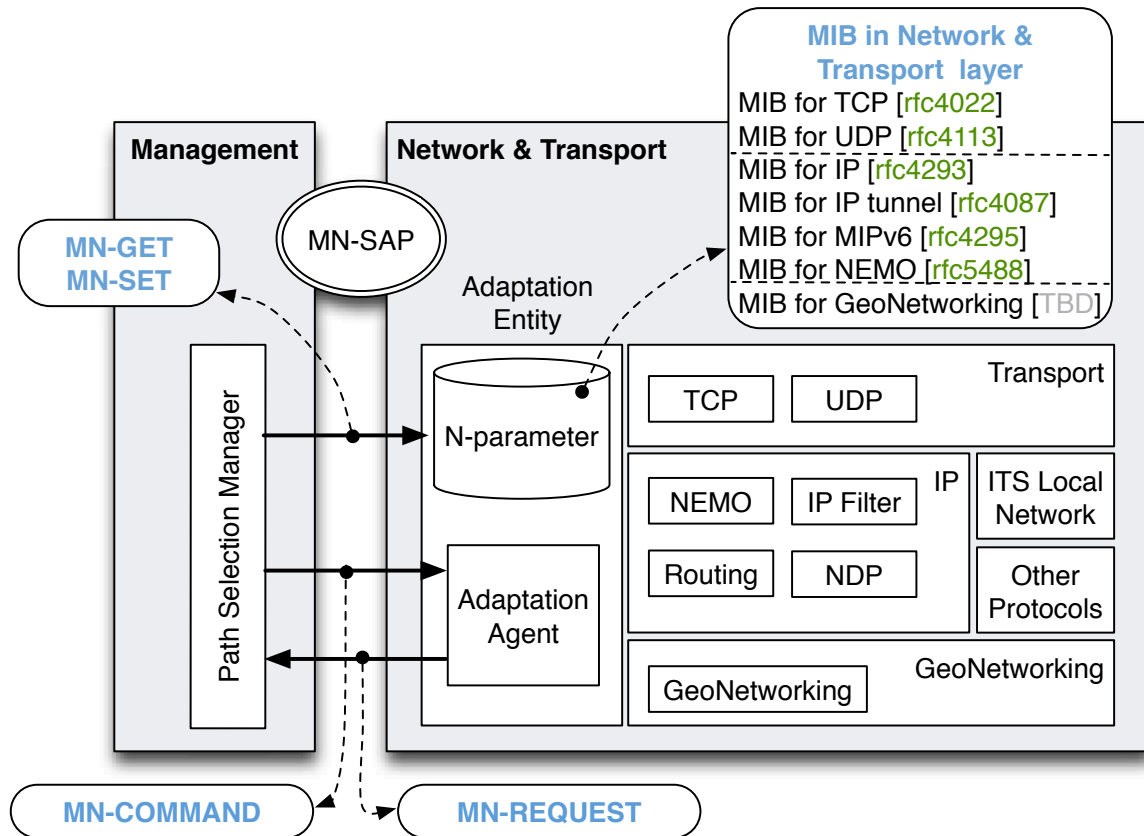 MIB in Network &
Transport layer
MIB for TCP [rfc4022]
MIB for UDP [rfc4113]
MIB for IP [rfc4293]
MIB for IP tunnel [rfc4087]
MIB for MIPv6 [rfc4295]
MIB for NEMO [rfc5488]
MIB for GeoNetworking [TBD]
Management
Network & Transport
MN-SAP
MN-GET
MN-SET
Adaptation
Entity
Path Selection Manager
N-parameter
Adaptation
Agent
Transport
TCP
UDP
IP
NEMO
IP Filter
Routing
NDP
ITS Local
Network
Other
Protocols
GeoNetworking
GeoNetworking
MN-COMMAND
MN-REQUEST